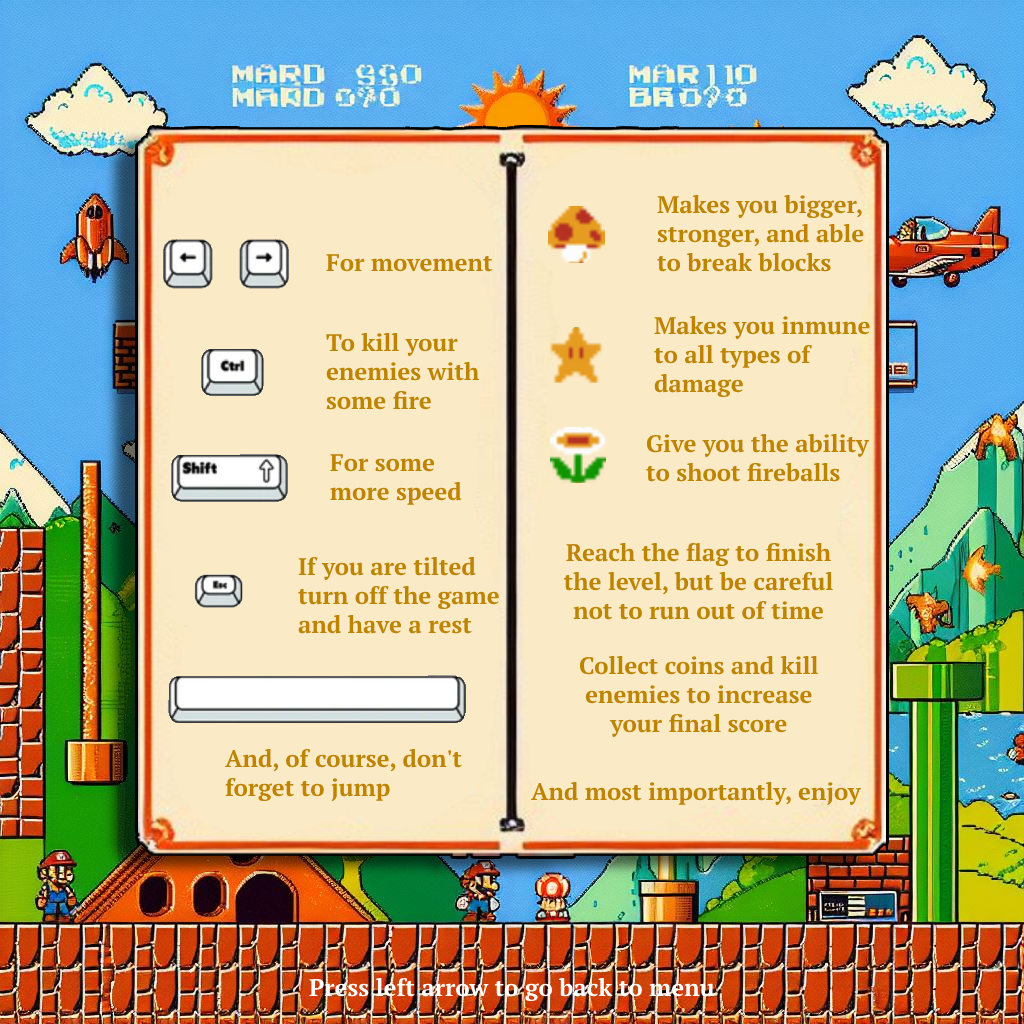 MARD 990
MARD 090
MAR110
BR090
←
→
For movement
Ctrl
To kill your
enemies with
some fire
Shift ⇧
For some
more speed
Esc
If you are tilted
turn off the game
and have a rest
And, of course, don't
forget to jump
Makes you bigger,
stronger, and able
to break blocks
Makes you inmune
to all types of
damage
Give you the ability
to shoot fireballs
Reach the flag to finish
the level, but be careful
not to run out of time
Collect coins and kill
enemies to increase
your final score
And most importantly, enjoy
Press left arrow to go back to menu